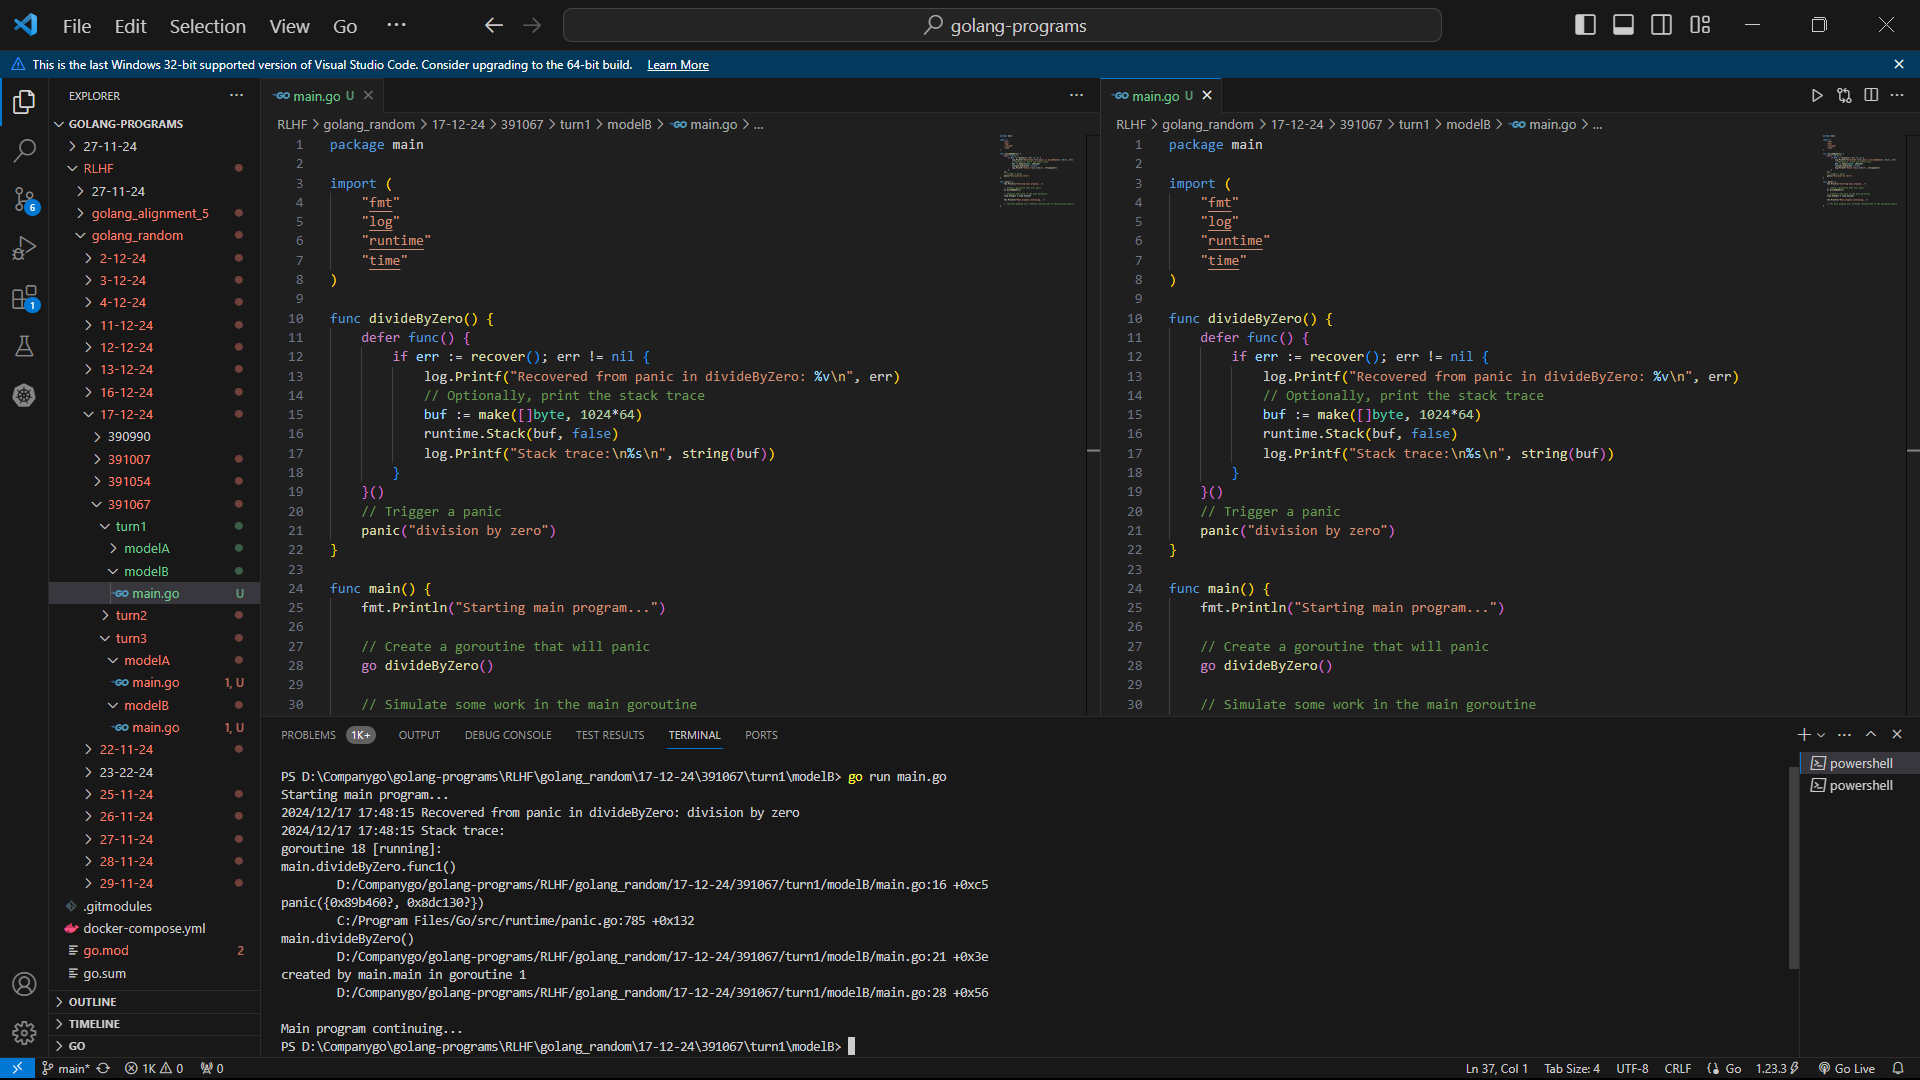 File Edit Selection View Go ··· golang-programs
This is the last Windows 32-bit supported version of Visual Studio Code. Consider upgrading to the 64-bit build. Learn More
EXPLORER
GOLANG-PROGRAMS
27-11-24
RLHF
27-11-24
golang_alignment_5
golang_random
2-12-24
3-12-24
4-12-24
11-12-24
12-12-24
13-12-24
16-12-24
17-12-24
390990
391007
391054
391067
turn1
modelA
modelB
main.go U
turn2
turn3
modelA
main.go 1, U
modelB
main.go 1, U
22-11-24
23-22-24
25-11-24
26-11-24
27-11-24
28-11-24
29-11-24
.gitmodules
docker-compose.yml
go.mod 2
go.sum
OUTLINE
TIMELINE
GO
6
1
main.go U
RLHF > golang_random > 17-12-24 > 391067 > turn1 > modelB > main.go > ...
1 package main
2
3 import (
4 "fmt"
5 "log"
6 "runtime"
7 "time"
8 )
9
10 func divideByZero() {
11 defer func() {
12 if err := recover(); err != nil {
13 log.Printf("Recovered from panic in divideByZero: %v\n", err)
14 // Optionally, print the stack trace
15 buf := make([]byte, 1024*64)
16 runtime.Stack(buf, false)
17 log.Printf("Stack trace:\n%s\n", string(buf))
18 }
19 }()
20 // Trigger a panic
21 panic("division by zero")
22 }
23
24 func main() {
25 fmt.Println("Starting main program...")
26
27 // Create a goroutine that will panic
28 go divideByZero()
29
30 // Simulate some work in the main goroutine
main.go U
RLHF > golang_random > 17-12-24 > 391067 > turn1 > modelB > main.go > ...
1 package main
2
3 import (
4 "fmt"
5 "log"
6 "runtime"
7 "time"
8 )
9
10 func divideByZero() {
11 defer func() {
12 if err := recover(); err != nil {
13 log.Printf("Recovered from panic in divideByZero: %v\n", err)
14 // Optionally, print the stack trace
15 buf := make([]byte, 1024*64)
16 runtime.Stack(buf, false)
17 log.Printf("Stack trace:\n%s\n", string(buf))
18 }
19 }()
20 // Trigger a panic
21 panic("division by zero")
22 }
23
24 func main() {
25 fmt.Println("Starting main program...")
26
27 // Create a goroutine that will panic
28 go divideByZero()
29
30 // Simulate some work in the main goroutine
PROBLEMS 1K+ OUTPUT DEBUG CONSOLE TEST RESULTS TERMINAL PORTS
PS D:\Companygo\golang-programs\RLHF\golang_random\17-12-24\391067\turn1\modelB> go run main.go
Starting main program...
2024/12/17 17:48:15 Recovered from panic in divideByZero: division by zero
2024/12/17 17:48:15 Stack trace:
goroutine 18 [running]:
main.divideByZero.func1()
D:/Companygo/golang-programs/RLHF/golang_random/17-12-24/391067/turn1/modelB/main.go:16 +0xc5
panic({0x89b460?, 0x8dc130?})
C:/Program Files/Go/src/runtime/panic.go:785 +0x132
main.divideByZero()
D:/Companygo/golang-programs/RLHF/golang_random/17-12-24/391067/turn1/modelB/main.go:21 +0x3e
created by main.main in goroutine 1
D:/Companygo/golang-programs/RLHF/golang_random/17-12-24/391067/turn1/modelB/main.go:28 +0x56
Main program continuing...
PS D:\Companygo\golang-programs\RLHF\golang_random\17-12-24\391067\turn1\modelB>
powershell
powershell
main* 1K 0 0 Ln 37, Col 1 Tab Size: 4 UTF-8 CRLF Go 1.23.3 Go Live